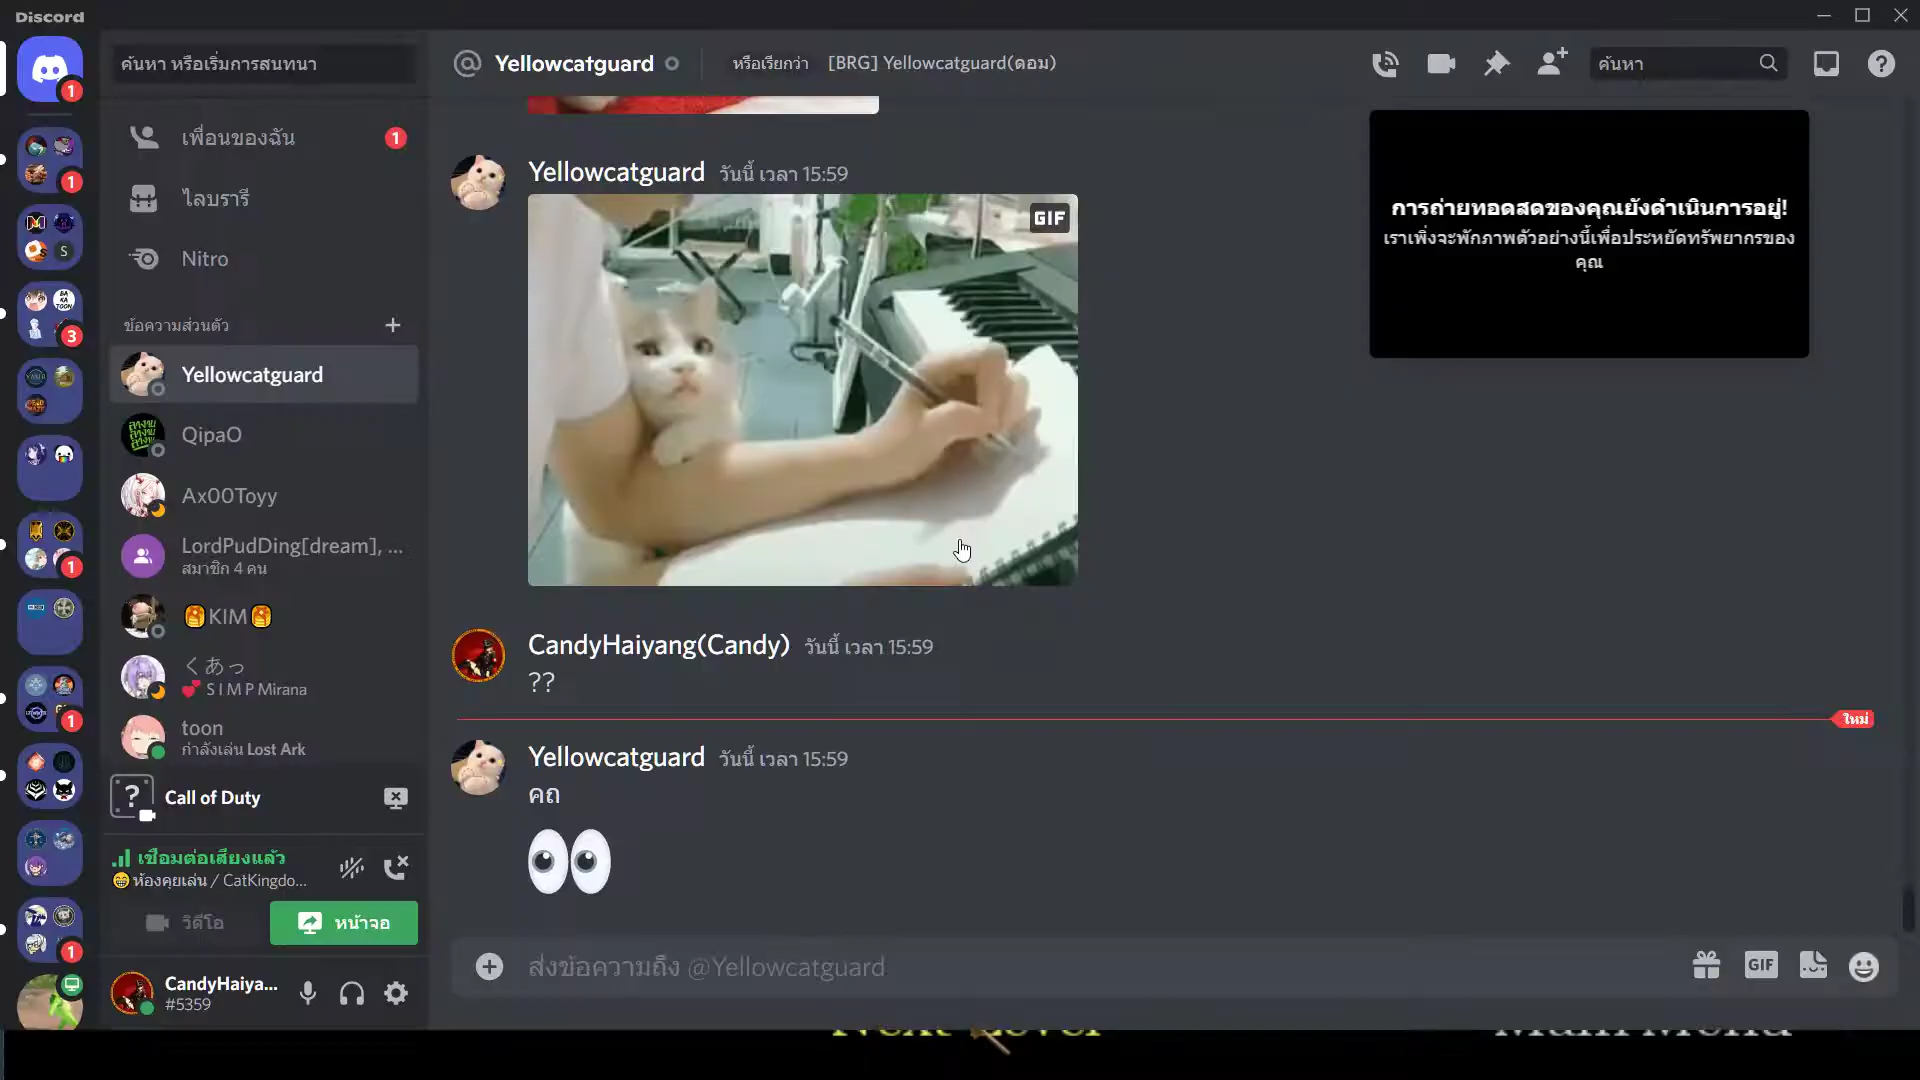 Discord
ค้นหา หรือเริ่มการสนทนา
Yellowcatguard
หรือเรียกว่า [BRG] Yellowcatguard(ดอม)
ค้นหา
1
เพื่อนของฉัน
1
ไลบรารี
Nitro
ข้อความส่วนตัว
Yellowcatguard
QipaO
Ax00Toyy
LordPudDing[dream], ...
สมาชิก 4 คน
KIM
くあっ
S I M P Mirana
toon
กำลังเล่น Lost Ark
Call of Duty
เชื่อมต่อเสียงแล้ว
ห้องคุยเล่น / CatKingdo...
วิดีโอ
หน้าจอ
CandyHaiya...
#5359
1
3
1
1
1
Yellowcatguard วันนี้ เวลา 15:59
GIF
CandyHaiyang(Candy) วันนี้ เวลา 15:59
??
ใหม่
Yellowcatguard วันนี้ เวลา 15:59
คถ
ส่งข้อความถึง @Yellowcatguard
GIF
การถ่ายทอดสดของคุณยังดำเนินการอยู่!
เราเพิ่งจะพักภาพตัวอย่างนี้เพื่อประหยัดทรัพยากรของ
คุณ
Main Menu